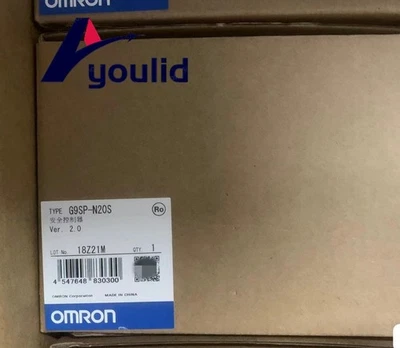 OMRON
youlid
TYPE G9SP-N20S
安全控制器
Ver. 2.0
Ro
LOT No. 18Z21M
QTY. 1
4 547648 830300
OMRON Corporation MADE IN CHINA
OMRON